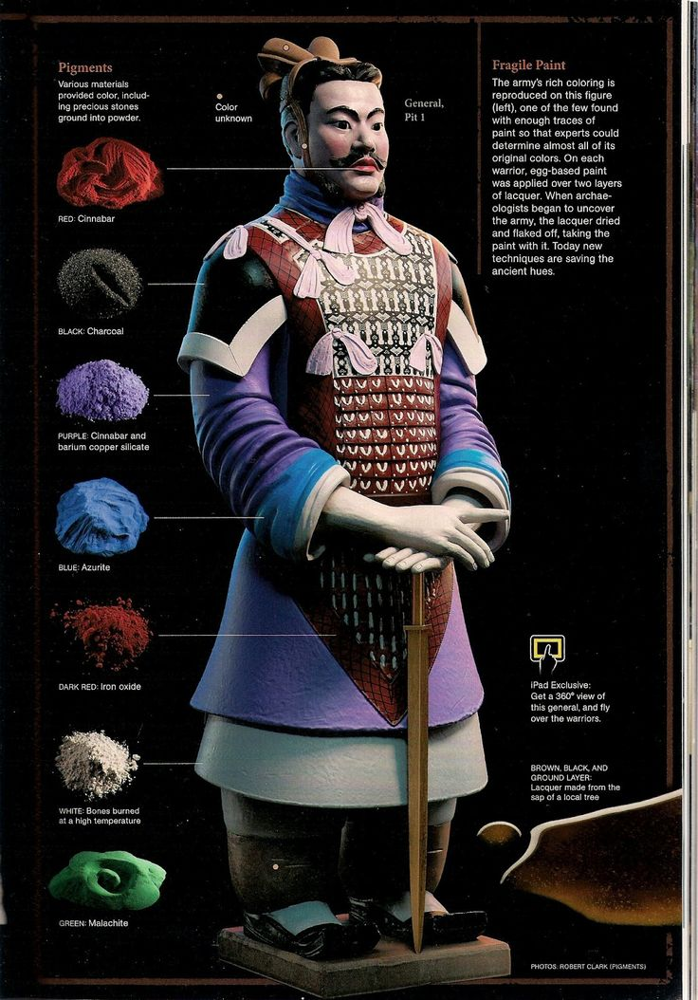 Pigments
Various materials
provided color, includ-
ing precious stones
ground into powder.
Color
unknown
General,
Pit 1
Fragile Paint
The army's rich coloring is
reproduced on this figure
(left), one of the few found
with enough traces of
paint so that experts could
determine almost all of its
original colors. On each
warrior, egg-based paint
was applied over two layers
of lacquer. When archae-
ologists began to uncover
the army, the lacquer dried
and flaked off, taking the
paint with it. Today new
techniques are saving the
ancient hues.
RED: Cinnabar
BLACK: Charcoal
PURPLE: Cinnabar and
barium copper silicate
BLUE: Azurite
DARK RED: Iron oxide
WHITE: Bones burned
at a high temperature
GREEN: Malachite
iPad Exclusive:
Get a 360° view of
this general, and fly
over the warriors.
BROWN, BLACK, AND
GROUND LAYER:
Lacquer made from the
sap of a local tree
PHOTOS: ROBERT CLARK (PIGMENTS)